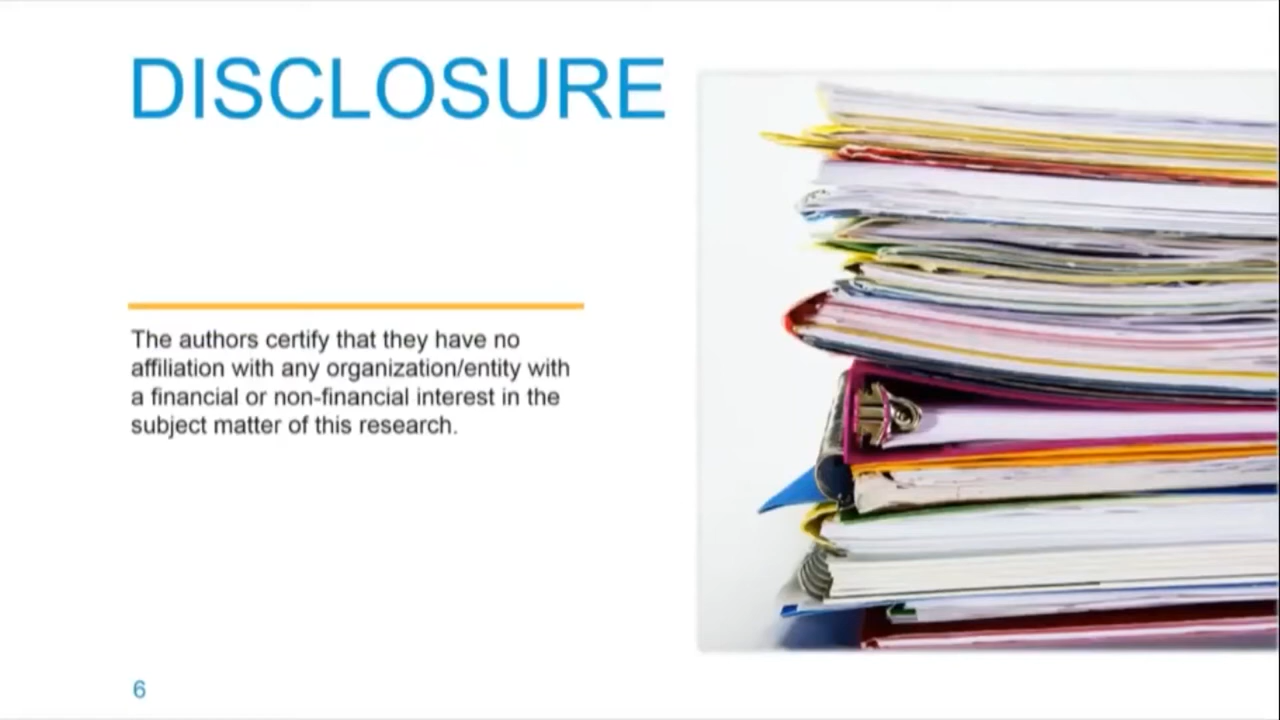 DISCLOSURE
The authors certify that they have no
affiliation with any organization/entity with
a financial or non-financial interest in the
subject matter of this research.
6